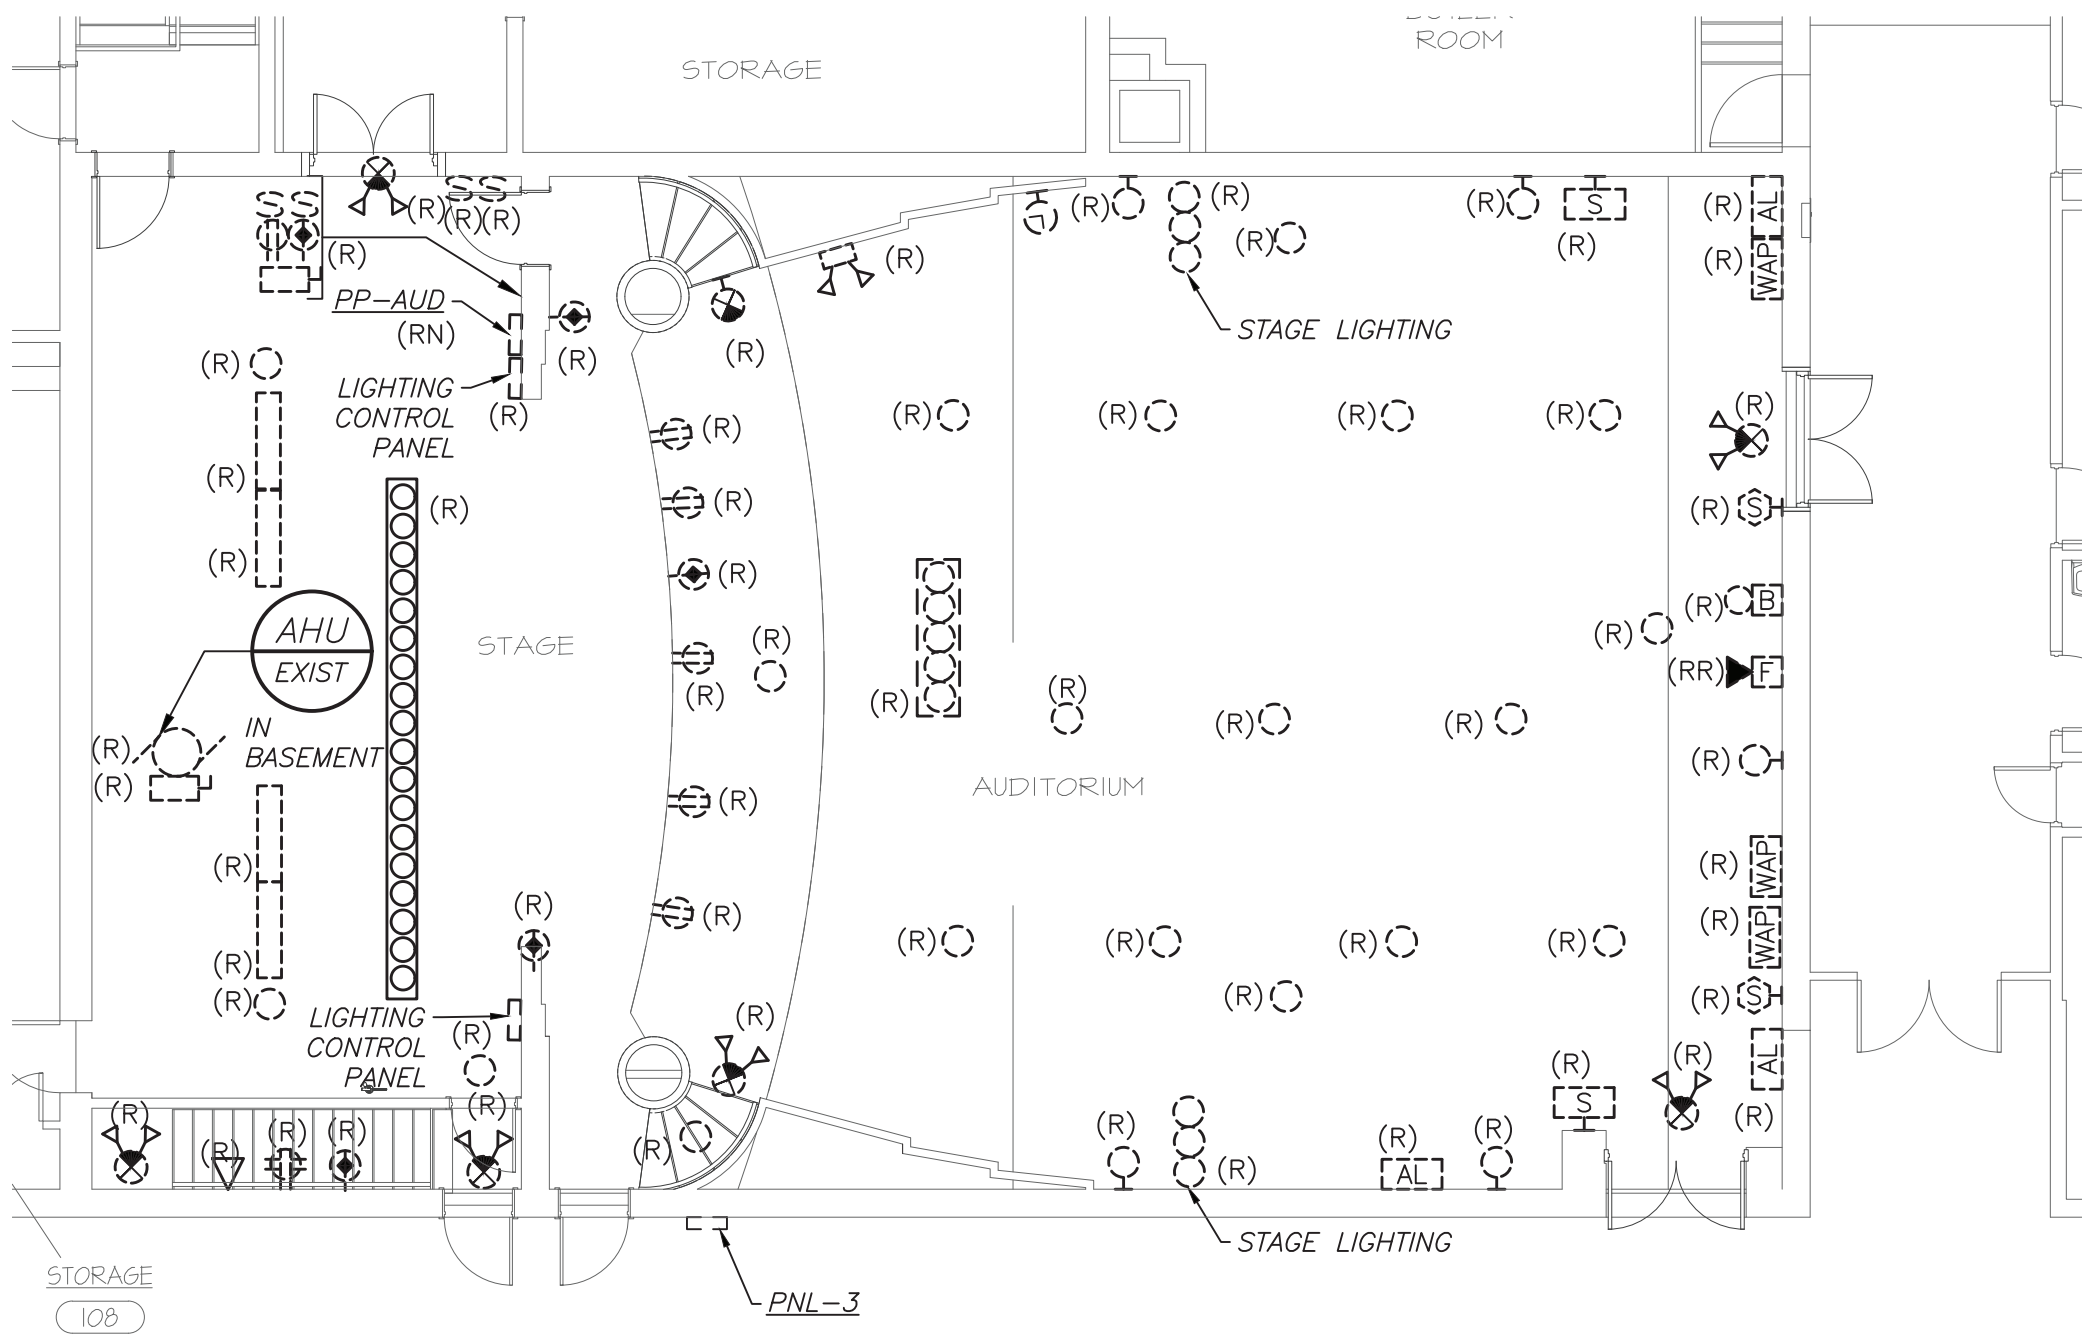 STORAGE
ROOM
(R)
(R)
(R)
(R)
(R)
(R)
S
(R)
AL
(R)
(R)
(R)
(R)
(R)
WAP
L
PP-AUD
(RN)
STAGE LIGHTING
(R)
(R)
(R)
LIGHTING
CONTROL
PANEL
(R)
(R)
(R)
(R)
(R)
(R)
(R)
(R)
(R)
(R)
(R)
(R)
S
(R)
(R)
(R)
B
AHU
EXIST
STAGE
(R)
(R)
(RR)
F
(R)
(R)
(R)
(R)
(R)
IN
BASEMENT
(R)
(R)
(R)
AUDITORIUM
(R)
(R)
(R)
WAP
(R)
(R)
(R)
(R)
(R)
(R)
(R)
WAP
(R)
(R)
(R)
(R)
S
LIGHTING
CONTROL
PANEL
(R)
(R)
(R)
(R)
AL
S
(R)
(R)
(R)
(R)
(R)
(R)
(R)
(R)
(R)
(R)
(R)
AL
(R)
STAGE LIGHTING
STORAGE
108
PNL-3